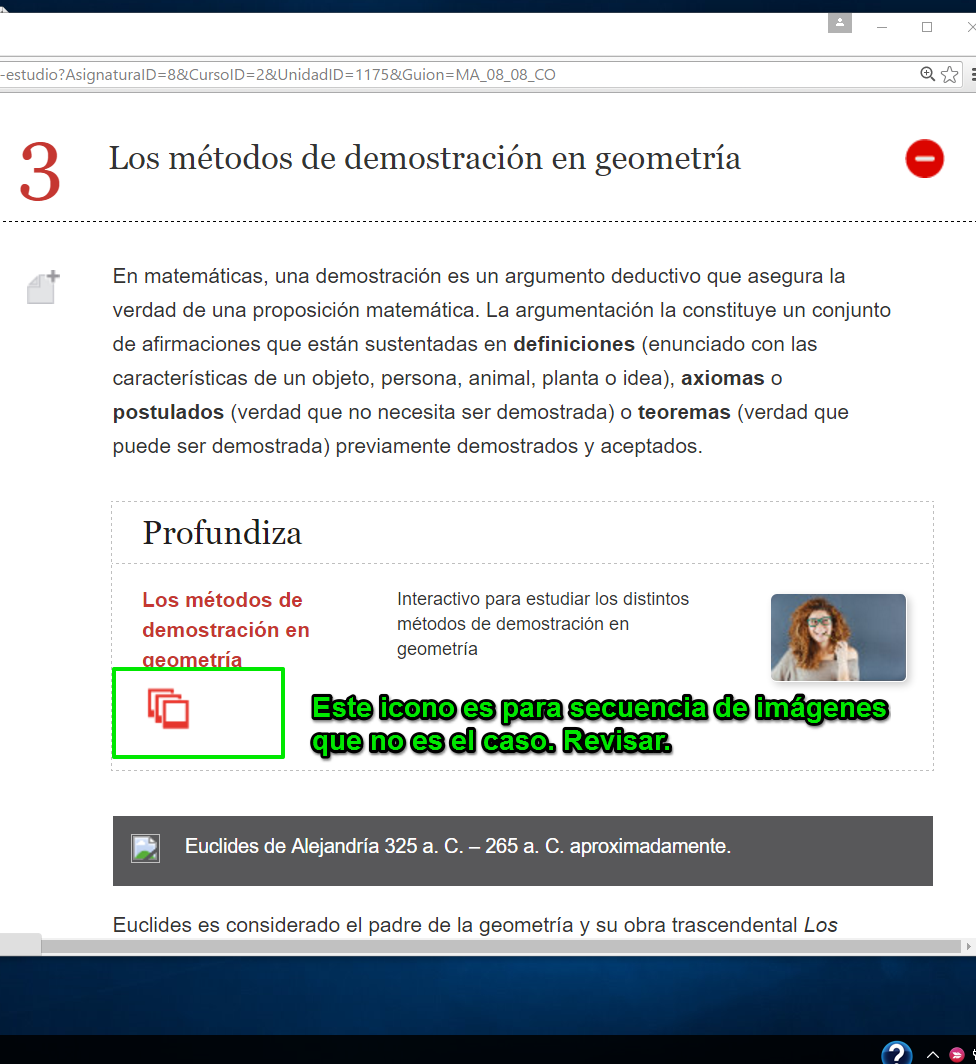 -estudio?AsignaturaID=8&CursoID=2&UnidadID=1175&Guion=MA_08_08_CO
3 Los métodos de demostración en geometría
En matemáticas, una demostración es un argumento deductivo que asegura la
verdad de una proposición matemática. La argumentación la constituye un conjunto
de afirmaciones que están sustentadas en definiciones (enunciado con las
características de un objeto, persona, animal, planta o idea), axiomas o
postulados (verdad que no necesita ser demostrada) o teoremas (verdad que
puede ser demostrada) previamente demostrados y aceptados.
Profundiza
Los métodos de
demostración en
geometría
Interactivo para estudiar los distintos
métodos de demostración en
geometría
Este icono es para secuencia de imágenes
que no es el caso. Revisar.
Euclides de Alejandría 325 a. C. – 265 a. C. aproximadamente.
Euclides es considerado el padre de la geometría y su obra trascendental Los